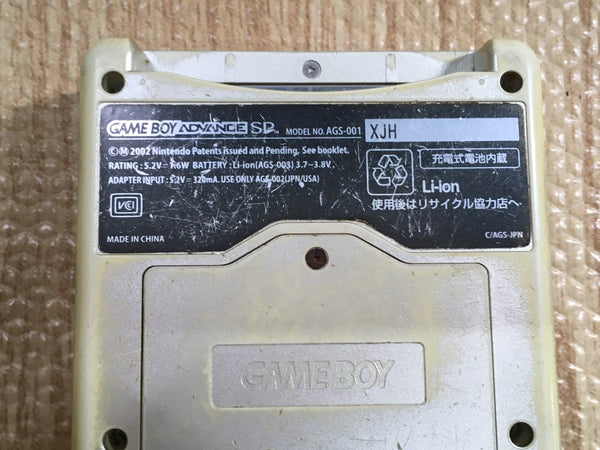 GAME BOY ADVANCE SP™ MODEL NO. AGS-001 XJH
©Ⓜ 2002 Nintendo Patents issued and Pending. See booklet.
RATING : 5.2V⎓1.6W BATTERY : Li-ion(AGS-003) 3.7⎓3.8V
ADAPTER INPUT : 5.2V⎓320mA. USE ONLY AGS-002(JPN/USA)
VCI
MADE IN CHINA
充電式電池内蔵
Li-ion
使用後はリサイクル協力店へ
C/AGS-JPN
GAME BOY